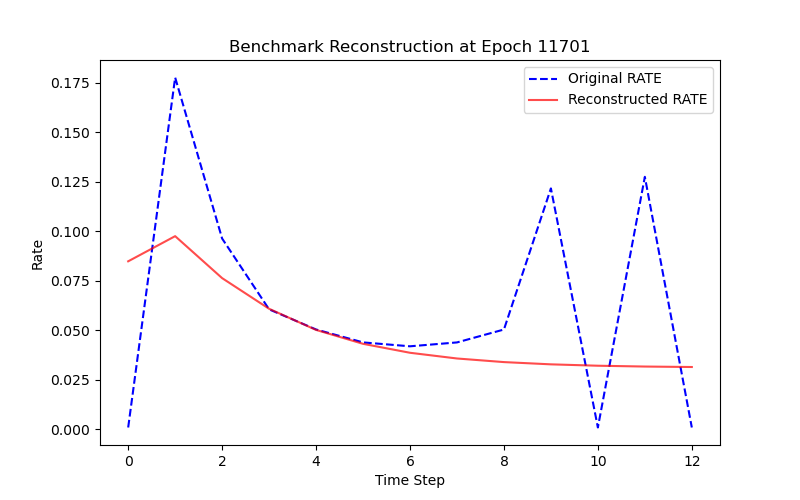 Benchmark Reconstruction at Epoch 11701
Original RATE
Reconstructed RATE
0.175
0.150
0.125
0.100
0.075
0.050
0.025
0.000
Rate
0 2 4 6 8 10 12
Time Step